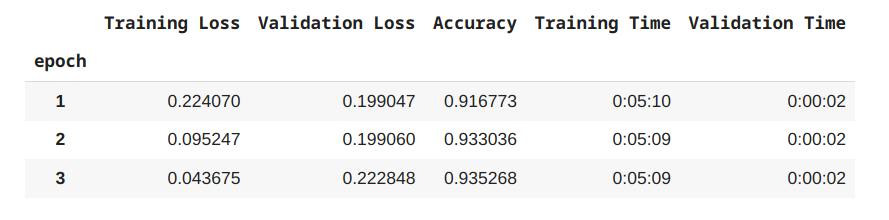 Training Loss Validation Loss Accuracy Training Time Validation Time
epoch
1 0.224070 0.199047 0.916773 0:05:10 0:00:02
2 0.095247 0.199060 0.933036 0:05:09 0:00:02
3 0.043675 0.222848 0.935268 0:05:09 0:00:02